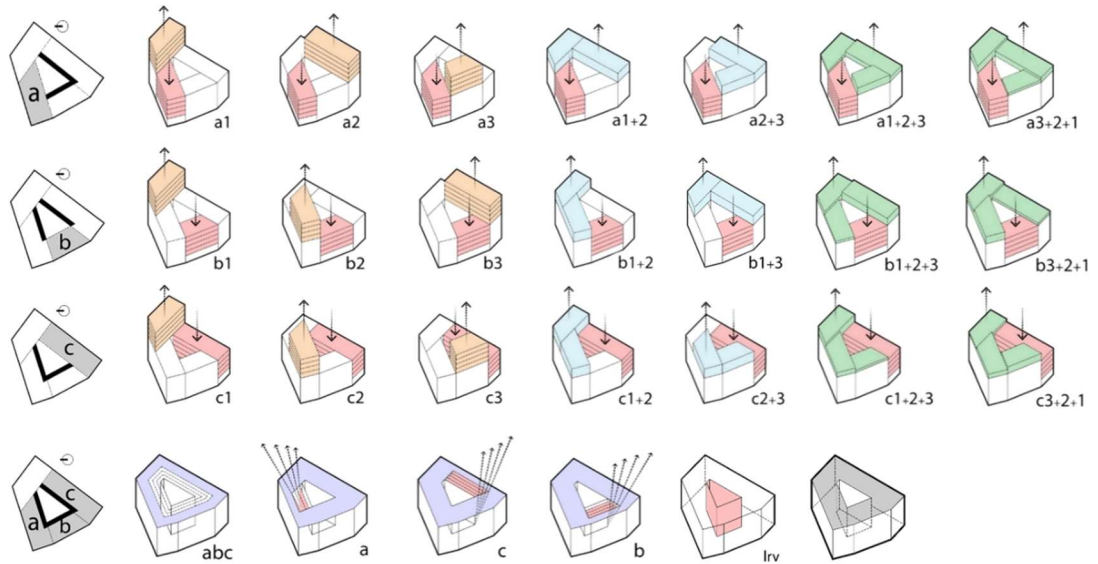 a
a1 a2 a3 a1+2 a2+3 a1+2+3 a3+2+1
b
b1 b2 b3 b1+2 b1+3 b1+2+3 b3+2+1
c
c1 c2 c3 c1+2 c2+3 c1+2+3 c3+2+1
c
a b
abc a c b lrv